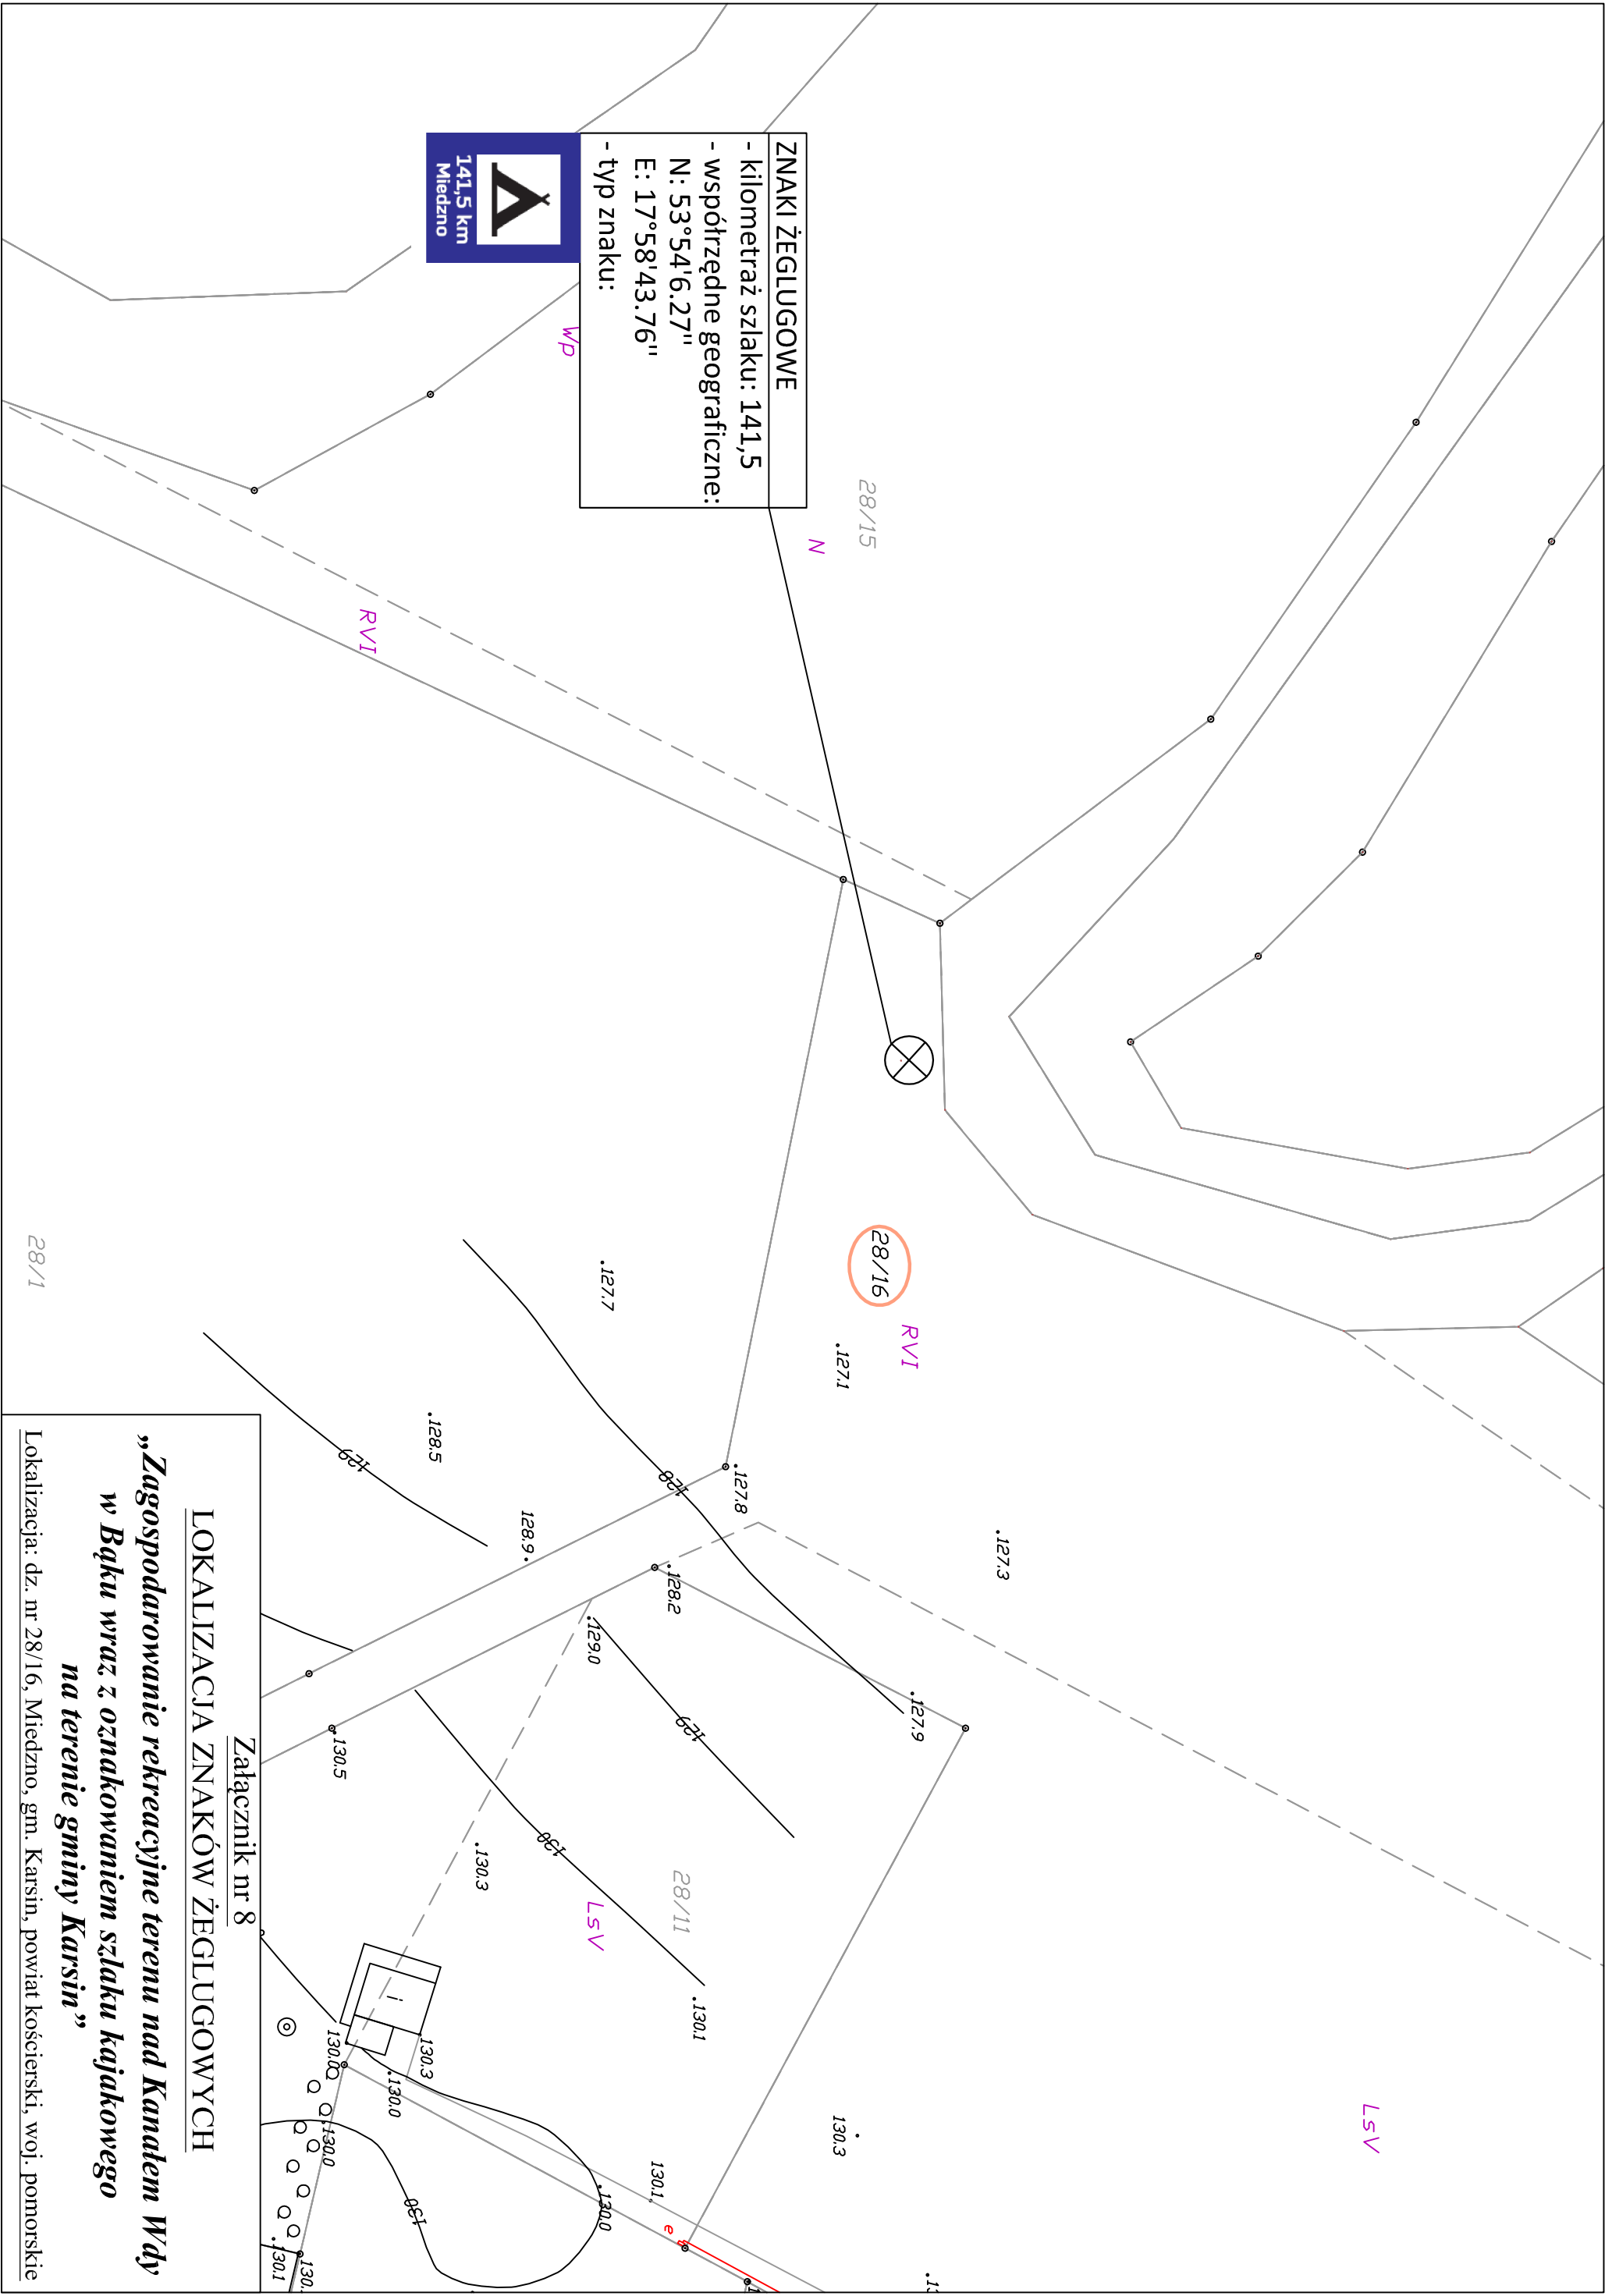 ZNAKI ŻEGLUGOWE
- kilometraż szlaku: 141,5
- współrzędne geograficzne:
N: 53°54'6.27"
E: 17°58'43.76"
- typ znaku:
141,5 km
Miedzno
Wp
28/15
N
RVI
28/16
RVI
28/1
127.7
127.1
128.5
129
128
127.8
128.9
127.3
128.2
129.0
127.9
129
130.5
130
130.3
28/11
LsV
130.1
i
130.3
130.0
130.0
130.0
130
130.0
130.3
130.1
LsV
e
130.1
130.
13
1
Załącznik nr 8
LOKALIZACJA ZNAKÓW ŻEGLUGOWYCH
„Zagospodarowanie rekreacyjne terenu nad Kanałem Wdy
w Bąku wraz z oznakowaniem szlaku kajakowego
na terenie gminy Karsin”
Lokalizacja: dz. nr 28/16, Miedzno, gm. Karsin, powiat kościerski, woj. pomorskie